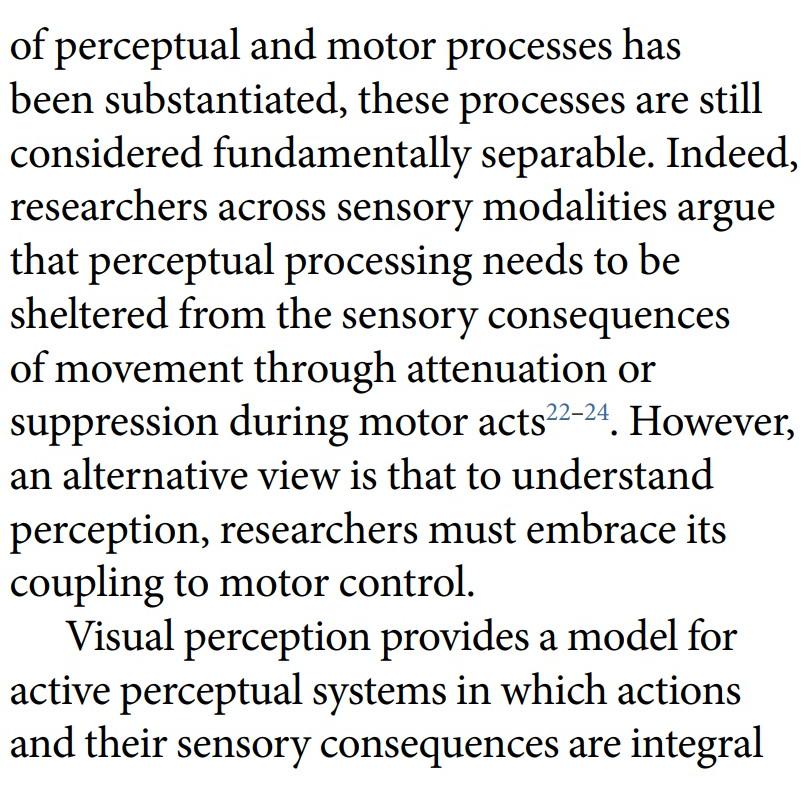 of perceptual and motor processes has
been substantiated, these processes are still
considered fundamentally separable. Indeed,
researchers across sensory modalities argue
that perceptual processing needs to be
sheltered from the sensory consequences
of movement through attenuation or
suppression during motor acts22–24. However,
an alternative view is that to understand
perception, researchers must embrace its
coupling to motor control.
Visual perception provides a model for
active perceptual systems in which actions
and their sensory consequences are integral